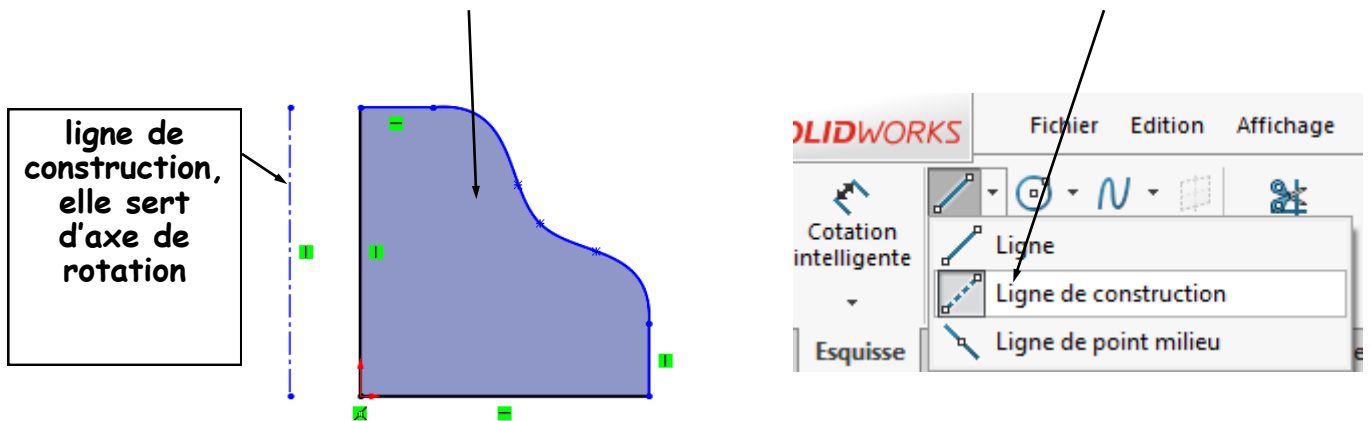 ligne de
construction,
elle sert
d'axe de
rotation
OLIDWORKS
Fichier Edition Affichage
Cotation
intelligente
Ligne
Ligne de construction
Ligne de point milieu
Esquisse